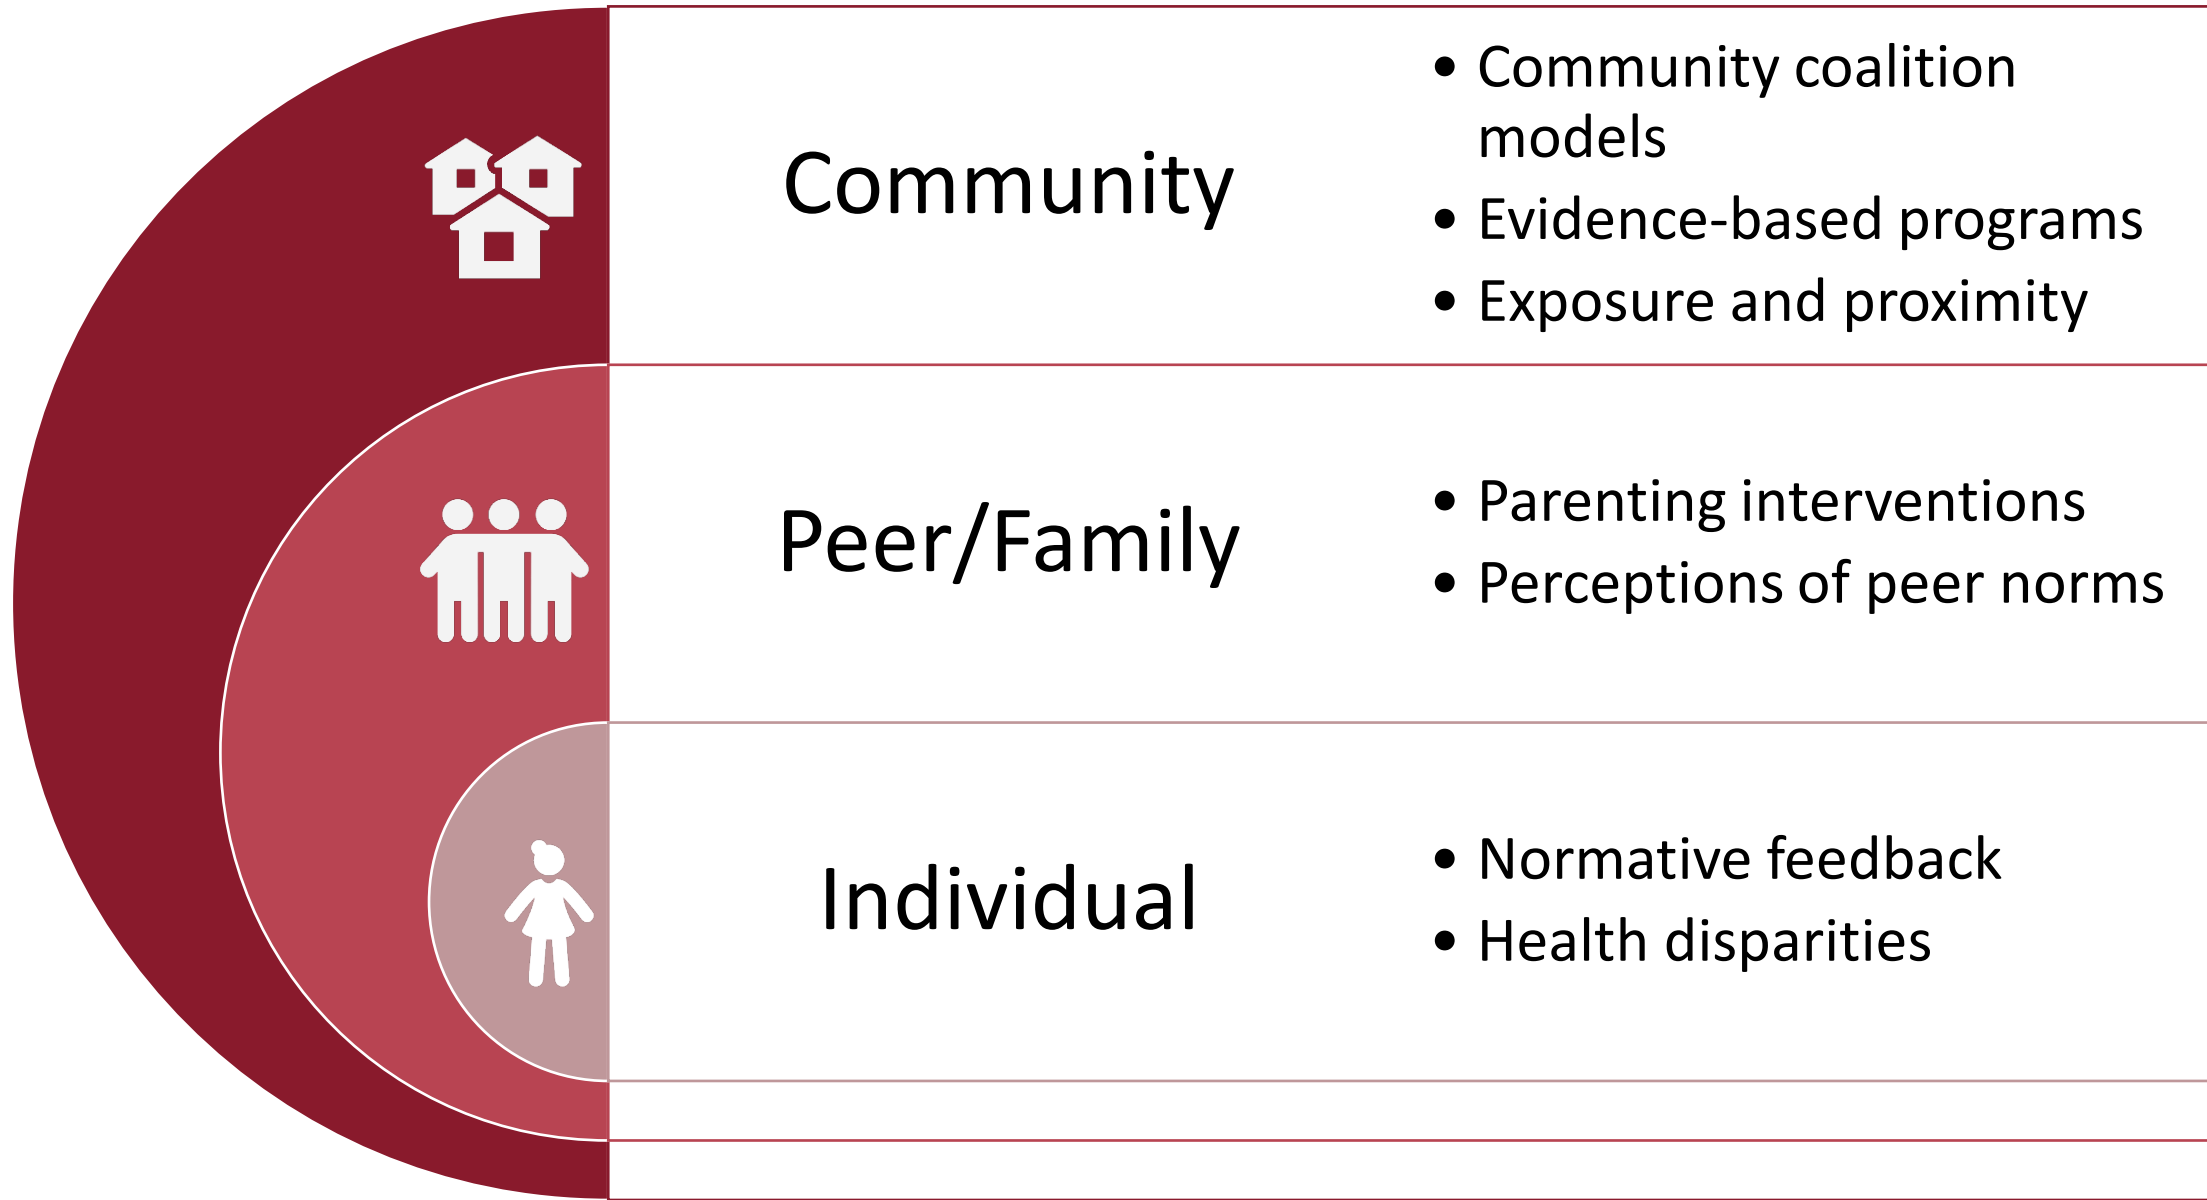 Community
• Community coalition
models
• Evidence-based programs
• Exposure and proximity
Peer/Family
• Parenting interventions
• Perceptions of peer norms
Individual
• Normative feedback
• Health disparities